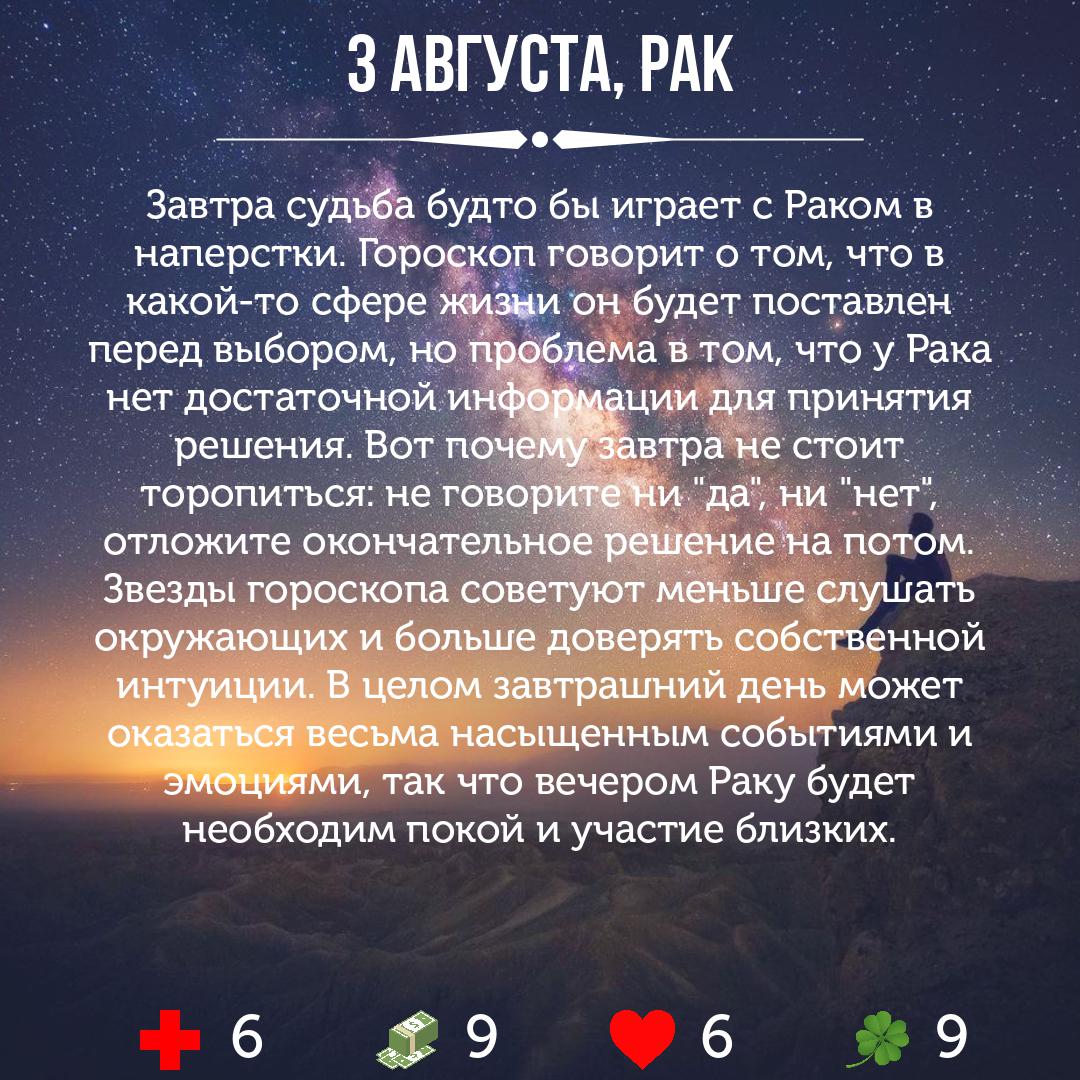 3 АВГУСТА, РАК
Завтра судьба будто бы играет с Раком в
наперстки. Гороскоп говорит о том, что в
какой-то сфере жизни он будет поставлен
перед выбором, но проблема в том, что у Рака
нет достаточной информации для принятия
решения. Вот почему завтра не стоит
торопиться: не говорите ни "да", ни "нет",
отложите окончательное решение на потом.
Звезды гороскопа советуют меньше слушать
окружающих и больше доверять собственной
интуиции. В целом завтрашний день может
оказаться весьма насыщенным событиями и
эмоциями, так что вечером Раку будет
необходим покой и участие близких.
6 9 6 9